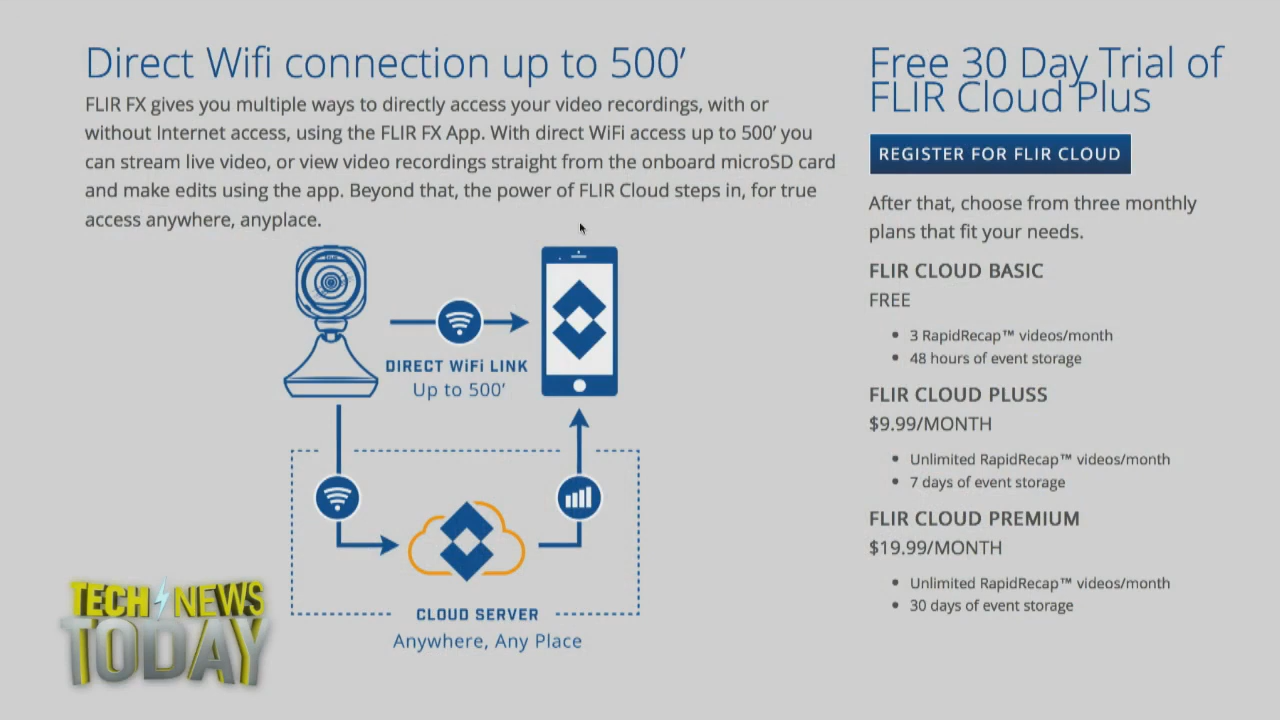 Direct Wifi connection up to 500′
FLIR FX gives you multiple ways to directly access your video recordings, with or
without Internet access, using the FLIR FX App. With direct WiFi access up to 500′ you
can stream live video, or view video recordings straight from the onboard microSD card
and make edits using the app. Beyond that, the power of FLIR Cloud steps in, for true
access anywhere, anyplace.
DIRECT WiFi LINK
Up to 500′
CLOUD SERVER
Anywhere, Any Place
Free 30 Day Trial of
FLIR Cloud Plus
REGISTER FOR FLIR CLOUD
After that, choose from three monthly
plans that fit your needs.
FLIR CLOUD BASIC
FREE
• 3 RapidRecap™ videos/month
• 48 hours of event storage
FLIR CLOUD PLUSS
$9.99/MONTH
• Unlimited RapidRecap™ videos/month
• 7 days of event storage
FLIR CLOUD PREMIUM
$19.99/MONTH
• Unlimited RapidRecap™ videos/month
• 30 days of event storage
TECH NEWS
TODAY